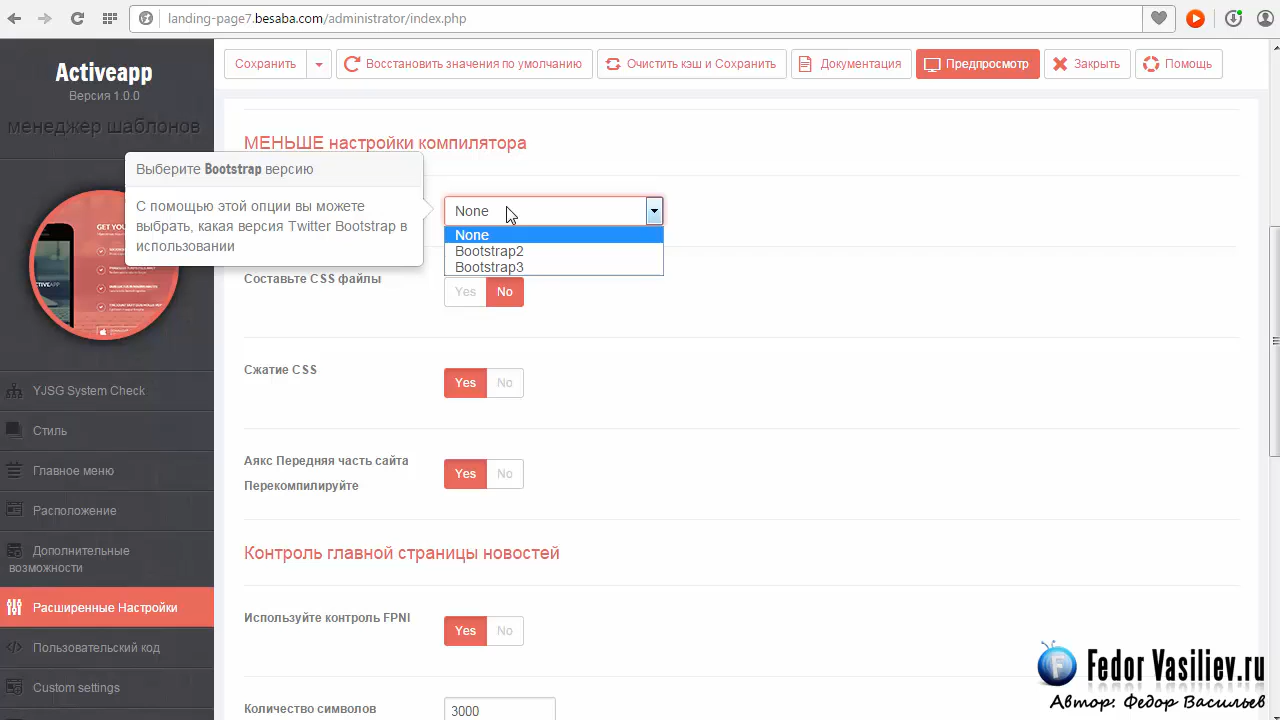 landing-page7.besaba.com/administrator/index.php
Activeapp
Версия 1.0.0
менеджер шаблонов
Сохранить
Восстановить значения по умолчанию
Очистить кэш и Сохранить
Документация
Предпросмотр
Закрыть
Помощь
МЕНЬШЕ настройки компилятора
Выберите Bootstrap версию
С помощью этой опции вы можете
выбрать, какая версия Twitter Bootstrap в
использовании
None
None
Bootstrap2
Bootstrap3
Составьте CSS файлы
Yes No
Сжатие CSS
Yes No
Аякс Передняя часть сайта
Перекомпилируйте
Yes No
Контроль главной страницы новостей
Используйте контроль FPNI
Yes No
Количество символов
3000
GET YOU
YJSG System Check
Стиль
Главное меню
Расположение
Дополнительные
возможности
Расширенные Настройки
Пользовательский код
Custom settings
Fedor Vasiliev.ru
Автор: Федор Васильев